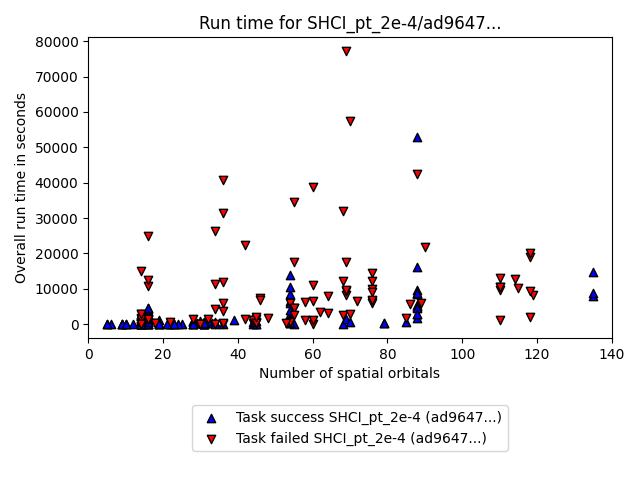 Run time for SHCI_pt_2e-4/ad9647...
Overall run time in seconds
80000
70000
60000
50000
40000
30000
20000
10000
0
0 20 40 60 80 100 120 140
Number of spatial orbitals
Task success SHCI_pt_2e-4 (ad9647...)
Task failed SHCI_pt_2e-4 (ad9647...)